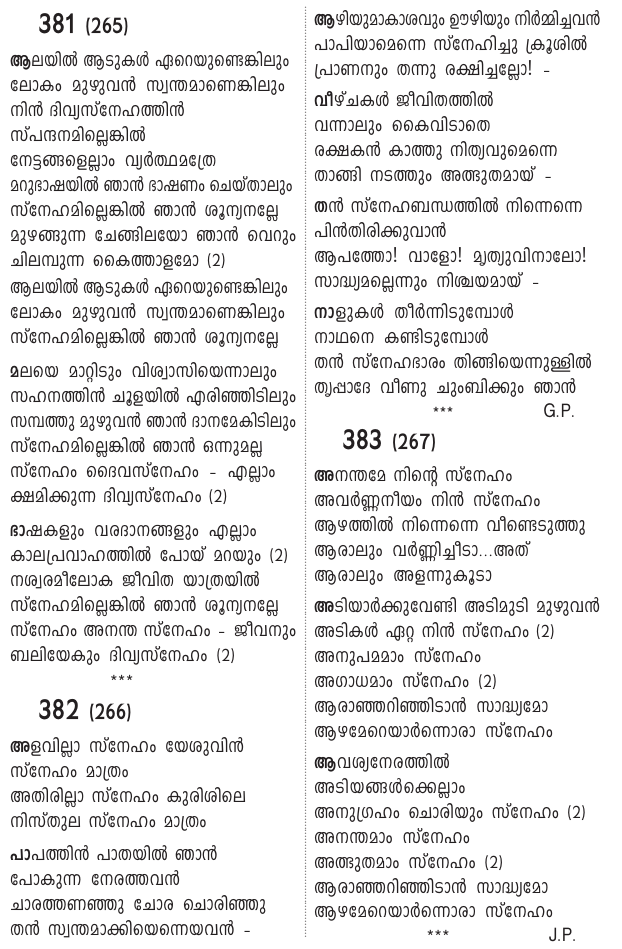 381 (265)
ആലയിൽ ആടുകൾ ഏറെയുണ്ടെങ്കിലും
ലോകം മുഴുവൻ സ്വന്തമാണെങ്കിലും
നിൻ ദിവ്യസ്നേഹത്തിൻ
സ്പന്ദനമില്ലെങ്കിൽ
നേട്ടങ്ങളെല്ലാം വ്യർത്ഥമത്രേ
മറുഭാഷയിൽ ഞാൻ ഭാഷണം ചെയ്താലും
സ്നേഹമില്ലെങ്കിൽ ഞാൻ ശൂന്യനല്ലേ
മുഴങ്ങുന്ന ചേങ്ങിലയോ ഞാൻ വെറും
ചിലമ്പുന്ന കൈത്താളമോ (2)
ആലയിൽ ആടുകൾ ഏറെയുണ്ടെങ്കിലും
ലോകം മുഴുവൻ സ്വന്തമാണെങ്കിലും
സ്നേഹമില്ലെങ്കിൽ ഞാൻ ശൂന്യനല്ലേ
മലയെ മാറ്റിടും വിശ്വാസിയെന്നാലും
സഹനത്തിൻ ചൂളയിൽ എരിഞ്ഞിടിലും
സമ്പത്തു മുഴുവൻ ഞാൻ ദാനമേകിടിലും
സ്നേഹമില്ലെങ്കിൽ ഞാൻ ഒന്നുമല്ല
സ്നേഹം ദൈവസ്നേഹം - എല്ലാം
ക്ഷമിക്കുന്ന ദിവ്യസ്നേഹം (2)
ഭാഷകളും വരദാനങ്ങളും എല്ലാം
കാലപ്രവാഹത്തിൽ പോയ് മറയും (2)
നശ്വരമീലോക ജീവിത യാത്രയിൽ
സ്നേഹമില്ലെങ്കിൽ ഞാൻ ശൂന്യനല്ലേ
സ്നേഹം അനന്ത സ്നേഹം - ജീവനും
ബലിയേകും ദിവ്യസ്നേഹം (2)
***
382 (266)
അളവില്ലാ സ്നേഹം യേശുവിൻ
സ്നേഹം മാത്രം
അതിരില്ലാ സ്നേഹം കുരിശിലെ
നിസ്തുല സ്നേഹം മാത്രം
പാപത്തിൻ പാതയിൽ ഞാൻ
പോകുന്ന നേരത്തവൻ
ചാരത്തണഞ്ഞു ചോര ചൊരിഞ്ഞു
തൻ സ്വന്തമാക്കിയെന്നെയവൻ -
ആഴിയുമാകാശവും ഊഴിയും നിർമ്മിച്ചവൻ
പാപിയാമെന്നെ സ്നേഹിച്ചു ക്രൂശിൽ
പ്രാണനും തന്നു രക്ഷിച്ചല്ലോ! -
വീഴ്ചകൾ ജീവിതത്തിൽ
വന്നാലും കൈവിടാതെ
രക്ഷകൻ കാത്തു നിത്യവുമെന്നെ
താങ്ങി നടത്തും അത്ഭുതമായ് -
തൻ സ്നേഹബന്ധത്തിൽ നിന്നെന്നെ
പിൻതിരിക്കുവാൻ
ആപത്തോ! വാളോ! മൃത്യുവിനാലോ!
സാദ്ധ്യമല്ലെന്നും നിശ്ചയമായ് -
നാളുകൾ തീർന്നിടുമ്പോൾ
നാഥനെ കണ്ടിടുമ്പോൾ
തൻ സ്നേഹഭാരം തിങ്ങിയെന്നുള്ളിൽ
തൃപ്പാദേ വീണു ചുംബിക്കും ഞാൻ
*** G.P.
383 (267)
അനന്തമേ നിന്റെ സ്നേഹം
അവർണ്ണനീയം നിൻ സ്നേഹം
ആഴത്തിൽ നിന്നെന്നെ വീണ്ടെടുത്തു
ആരാലും വർണ്ണിച്ചീടാ...അത്
ആരാലും അളന്നുകൂടാ
അടിയാർക്കുവേണ്ടി അടിമുടി മുഴുവൻ
അടികൾ ഏറ്റ നിൻ സ്നേഹം (2)
അനുപമമാം സ്നേഹം
അഗാധമാം സ്നേഹം (2)
ആരാഞ്ഞറിഞ്ഞിടാൻ സാദ്ധ്യമോ
ആഴമേറെയാർന്നൊരാ സ്നേഹം
ആവശ്യനേരത്തിൽ
അടിയങ്ങൾക്കെല്ലാം
അനുഗ്രഹം ചൊരിയും സ്നേഹം (2)
അനന്തമാം സ്നേഹം
അത്ഭുതമാം സ്നേഹം (2)
ആരാഞ്ഞറിഞ്ഞിടാൻ സാദ്ധ്യമോ
ആഴമേറെയാർന്നൊരാ സ്നേഹം
*** J.P.